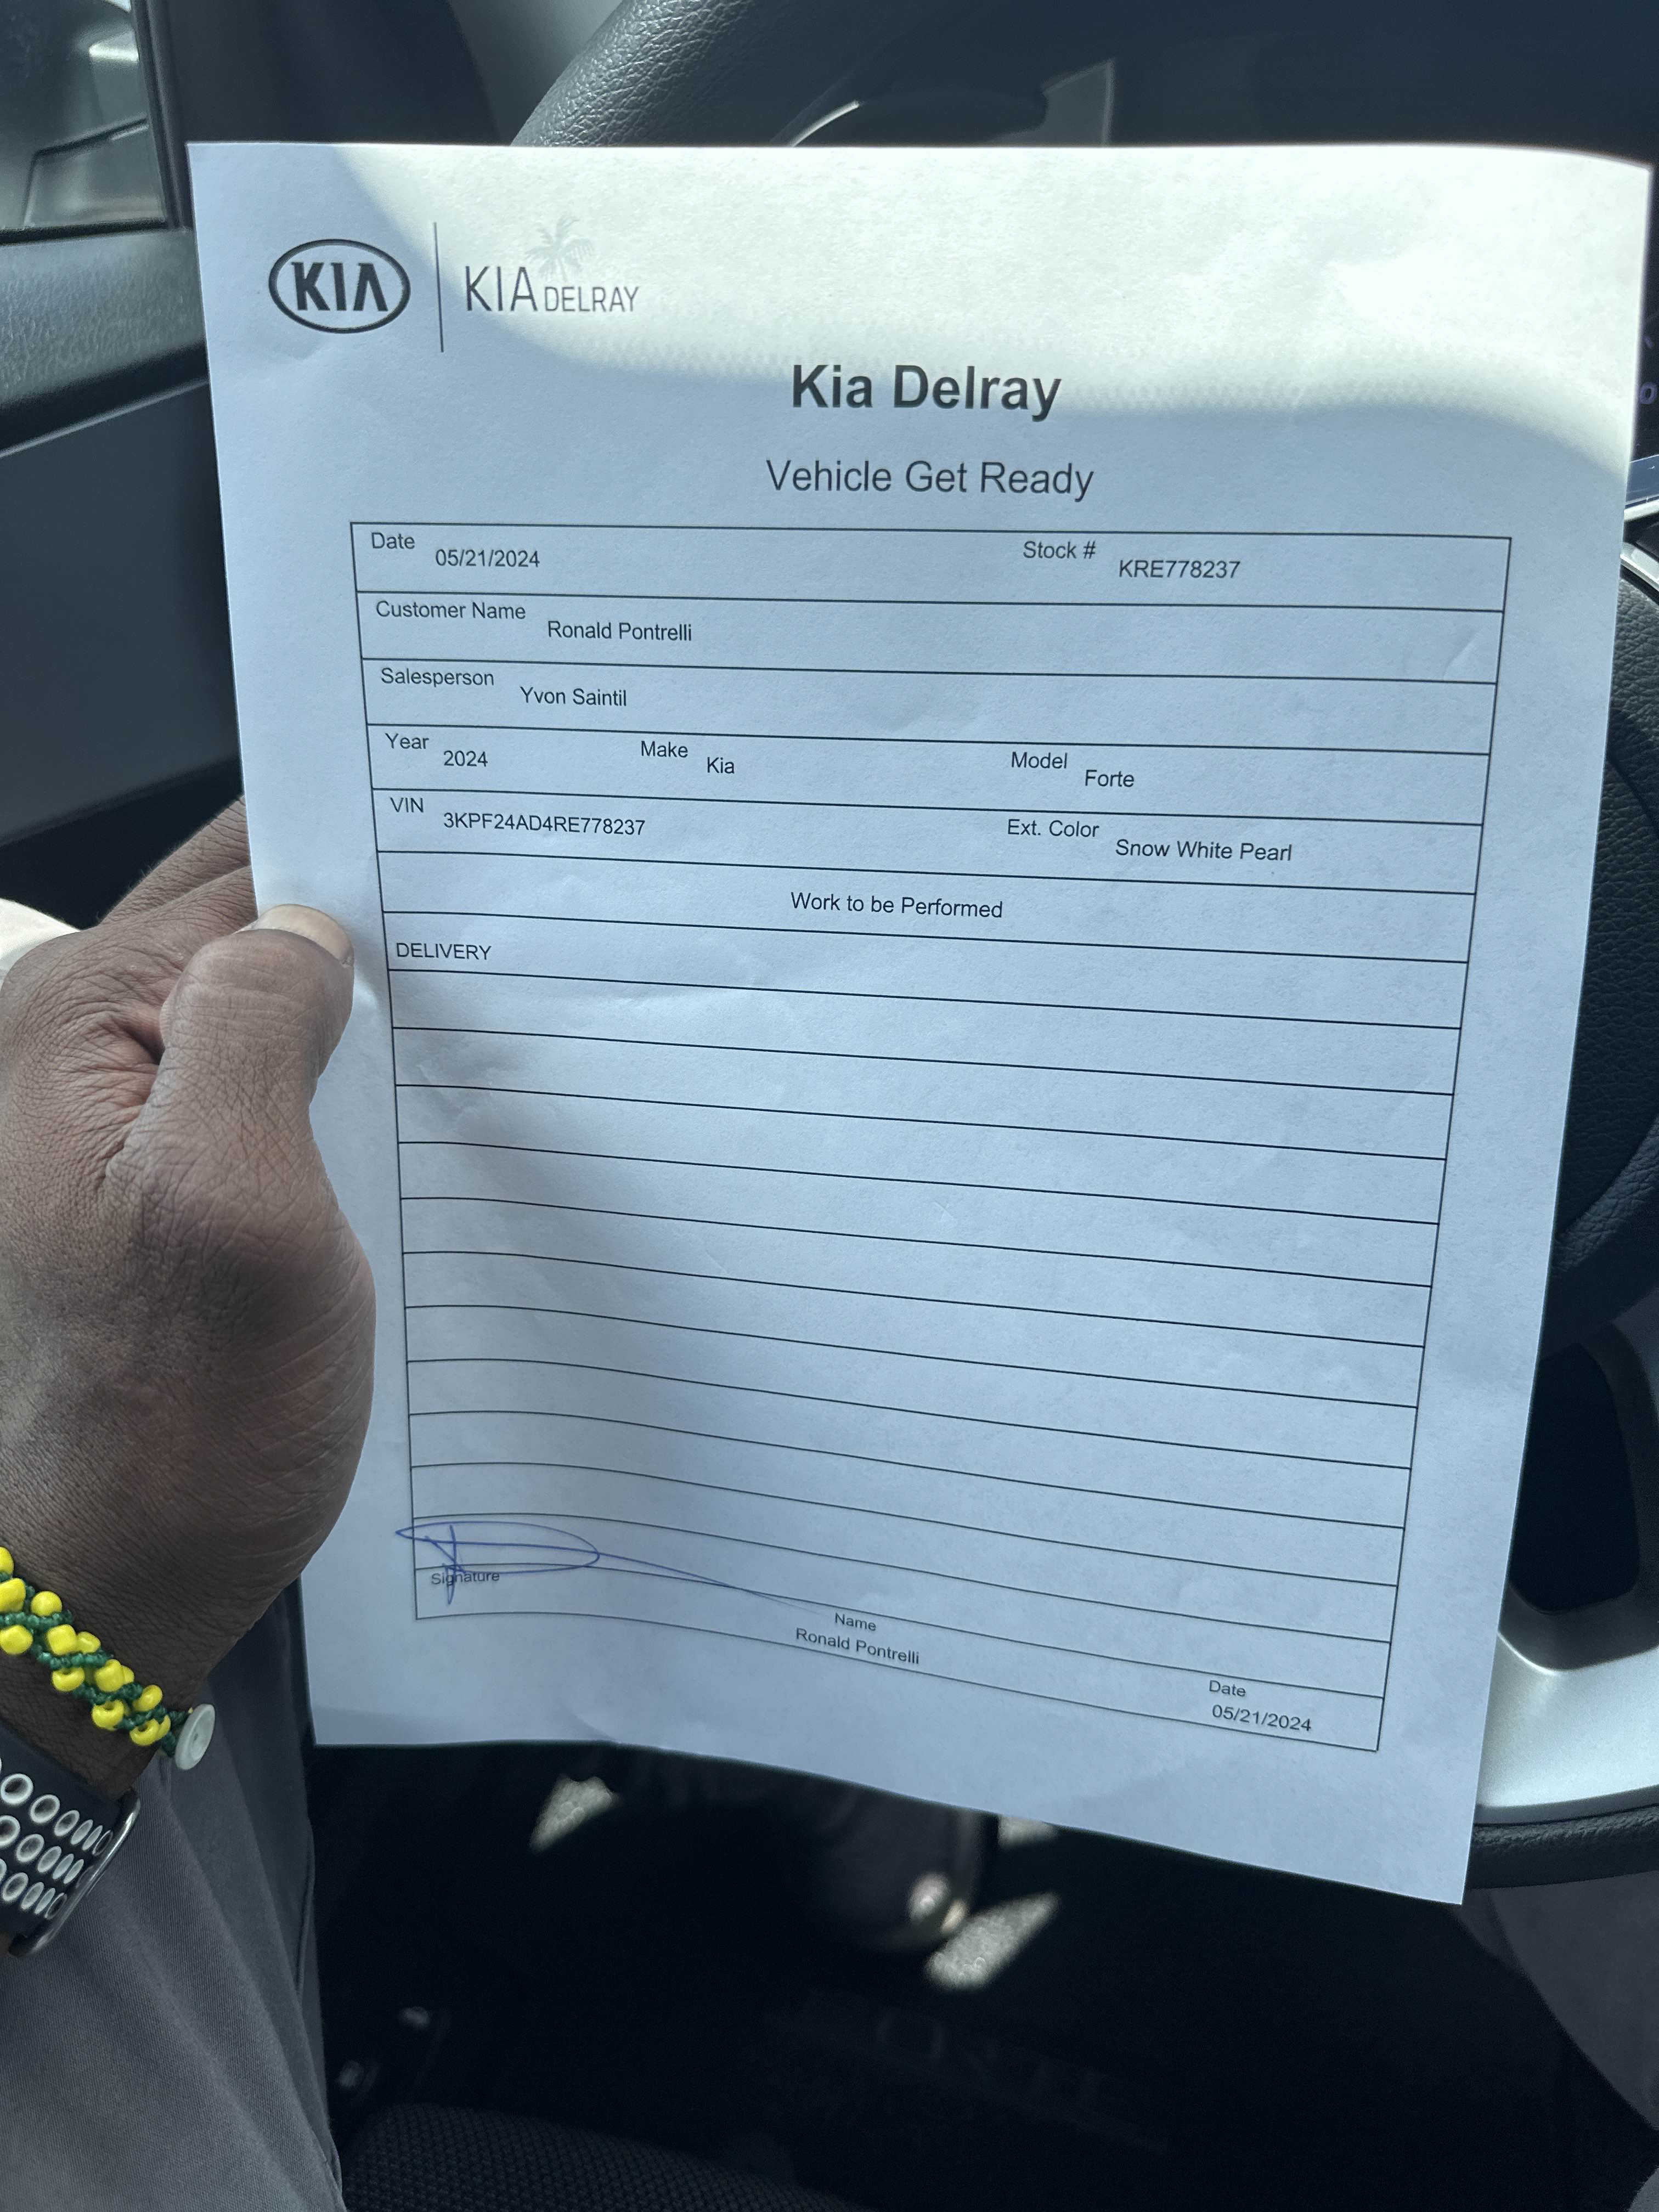 KIA KIA DELRAY
Kia Delray
Vehicle Get Ready
Date 05/21/2024 Stock # KRE778237
Customer Name Ronald Pontrelli
Salesperson Yvon Saintil
Year 2024 Make Kia Model Forte
VIN 3KPF24AD4RE778237 Ext. Color Snow White Pearl
Work to be Performed
DELIVERY
Signature Name Ronald Pontrelli Date 05/21/2024